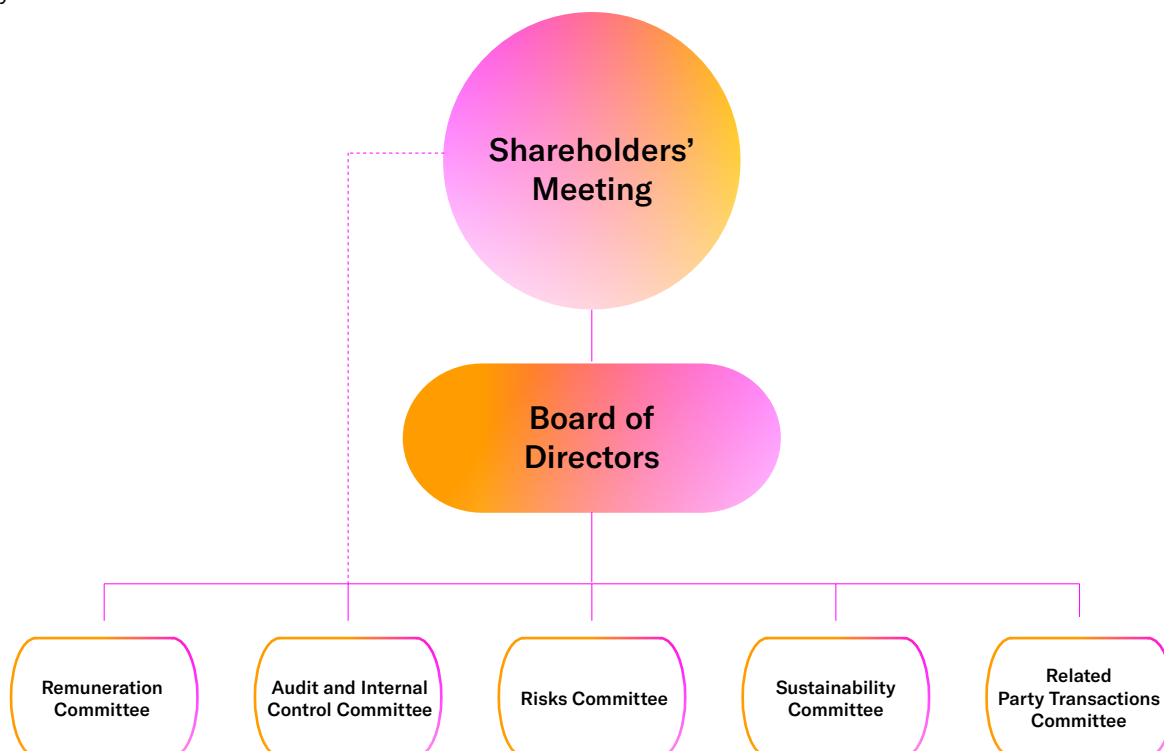 Shareholders’
Meeting
Board of
Directors
Remuneration
Committee
Audit and Internal
Control Committee
Risks Committee
Sustainability
Committee
Related
Party Transactions
Committee